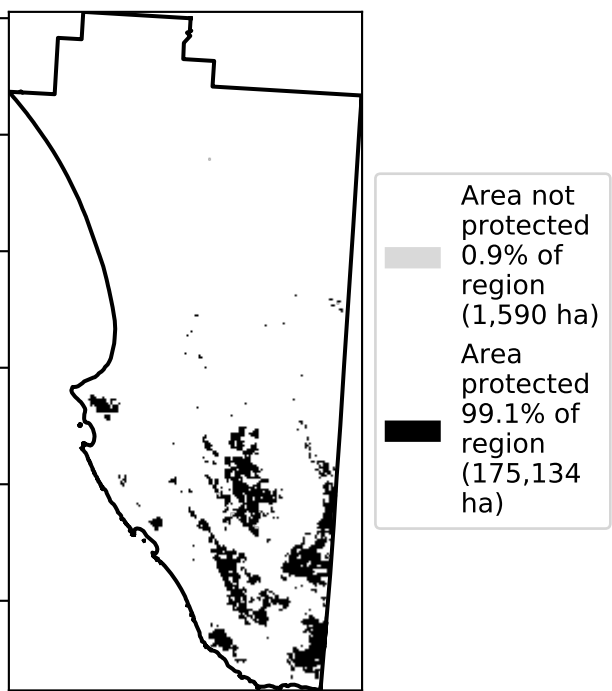 Area not
protected
0.9% of
region
(1,590 ha)
Area
protected
99.1% of
region
(175,134
ha)